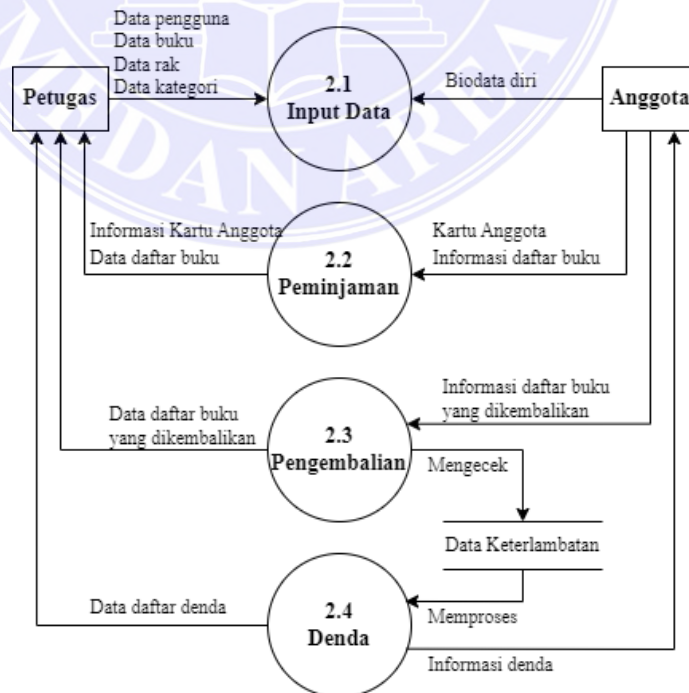 Data pengguna
Data buku
Data rak
Data kategori
Petugas
2.1
Input Data
Biodata diri
Anggota
MEDAN AREA
Informasi Kartu Anggota
Data daftar buku
2.2
Peminjaman
Kartu Anggota
Informasi daftar buku
Data daftar buku
yang dikembalikan
2.3
Pengembalian
Informasi daftar buku
yang dikembalikan
Mengecek
Data Keterlambatan
Data daftar denda
2.4
Denda
Memproses
Informasi denda